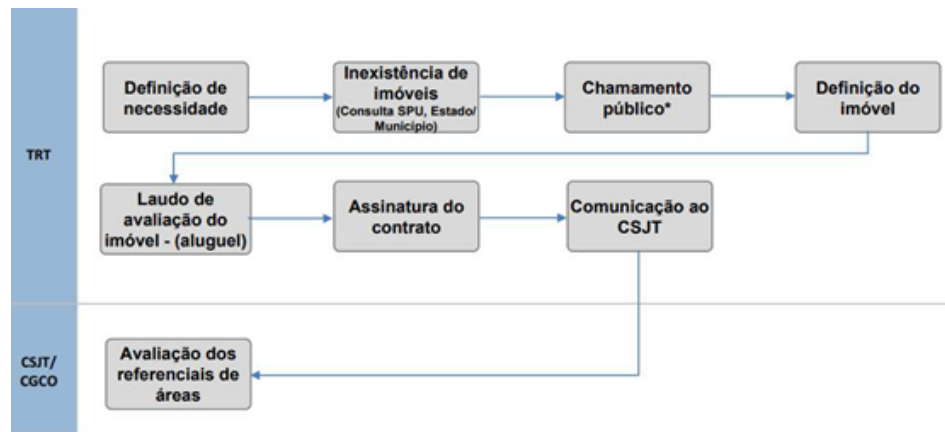 TRT
Definição de
necessidade
Inexistência de
imóveis
(Consulta SPU, Estado/
Município)
Chamamento
público*
Definição do
imóvel
Laudo de
avaliação do
imóvel - (aluguel)
Assinatura do
contrato
Comunicação ao
CSJT
CSJT/
CGCO
Avaliação dos
referenciais de
áreas